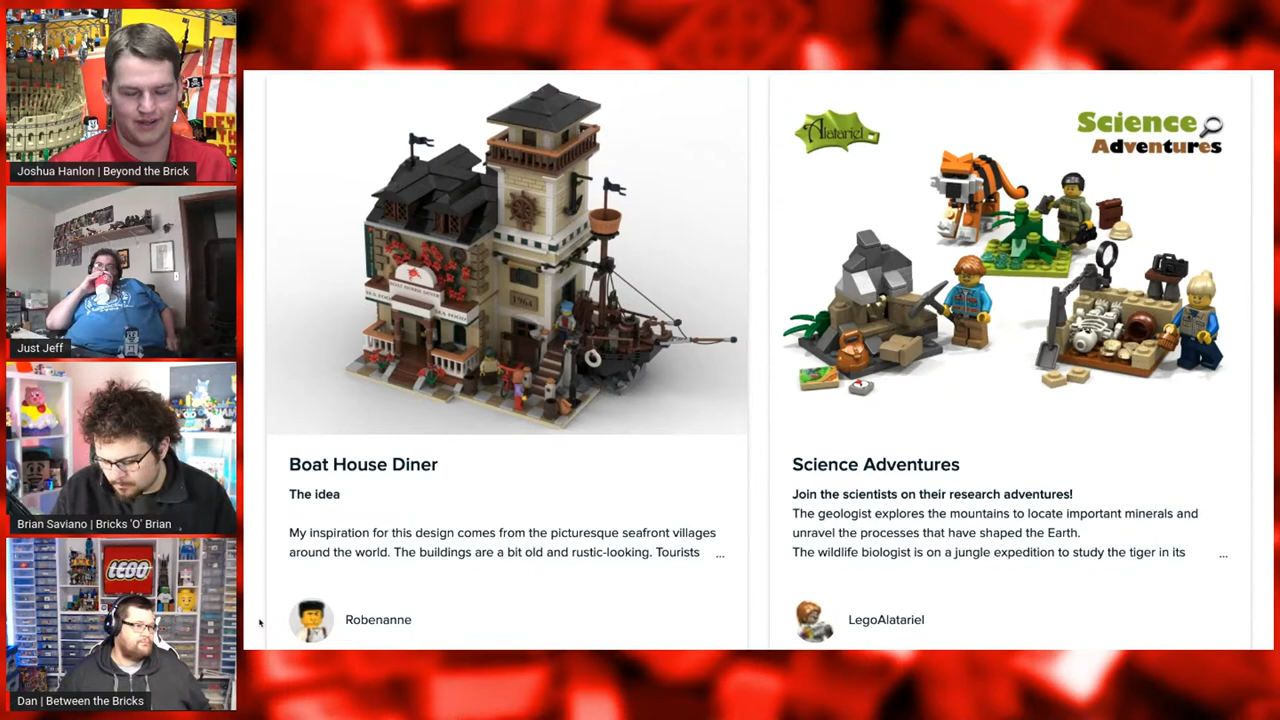 Joshua Hanlon | Beyond the Brick
Just Jeff
Brian Saviano | Bricks 'O' Brian
LEGO
Dan | Between the Bricks
1964
Boat House Diner
The idea
My inspiration for this design comes from the picturesque seafront villages
around the world. The buildings are a bit old and rustic-looking. Tourists ...
Robenanne
Alatariel
Science
Adventures
Science Adventures
Join the scientists on their research adventures!
The geologist explores the mountains to locate important minerals and
unravel the processes that have shaped the Earth.
The wildlife biologist is on a jungle expedition to study the tiger in its ...
LegoAlatariel